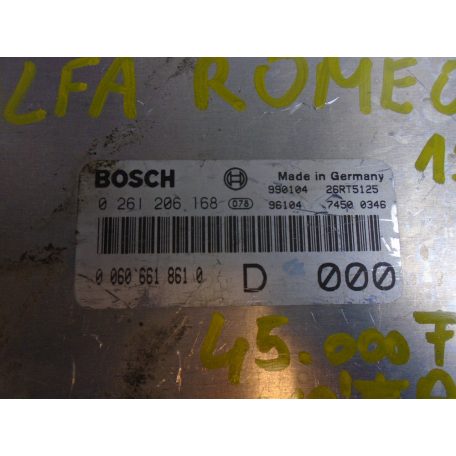 LFA ROMEO
BOSCH Made in Germany
0 261 206 168 078 990104 26RT5125
96104 7450 0346
0 060 661 861 0 D 000
45.000 F